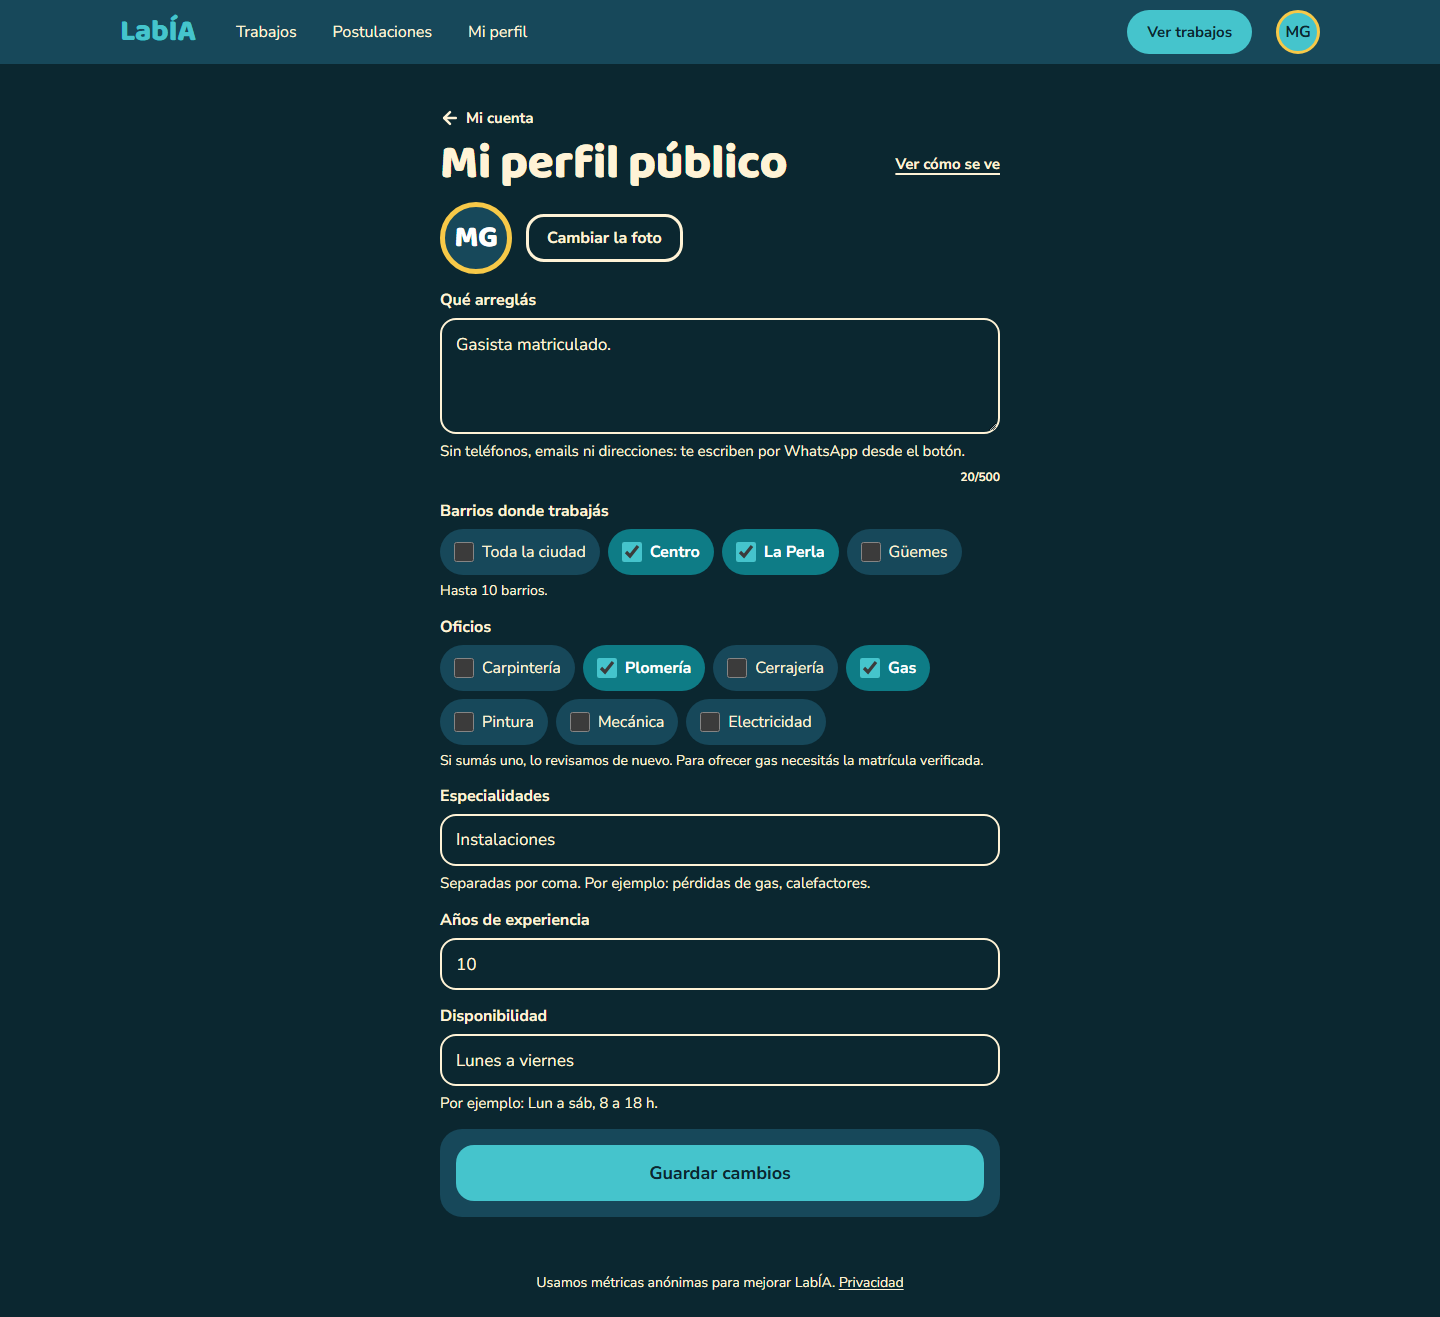 LabÍA Trabajos Postulaciones Mi perfil Ver trabajos MG
Mi cuenta
Mi perfil público Ver cómo se ve
MG Cambiar la foto
Qué arreglás
Gasista matriculado.
Sin teléfonos, emails ni direcciones: te escriben por WhatsApp desde el botón.
20/500
Barrios donde trabajás
Toda la ciudad Centro La Perla Güemes
Hasta 10 barrios.
Oficios
Carpintería Plomería Cerrajería Gas
Pintura Mecánica Electricidad
Si sumás uno, lo revisamos de nuevo. Para ofrecer gas necesitás la matrícula verificada.
Especialidades
Instalaciones
Separadas por coma. Por ejemplo: pérdidas de gas, calefactores.
Años de experiencia
10
Disponibilidad
Lunes a viernes
Por ejemplo: Lun a sáb, 8 a 18 h.
Guardar cambios
Usamos métricas anónimas para mejorar LabÍA. Privacidad